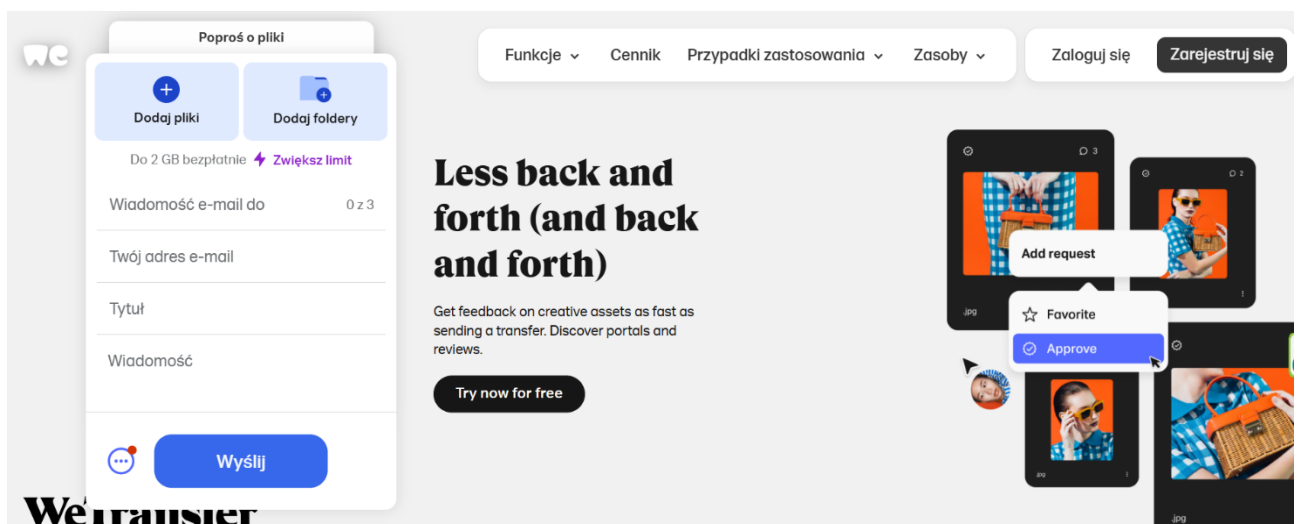 we
Poproś o pliki
Funkcje
Cennik
Przypadki zastosowania
Zasoby
Zaloguj się
Zarejestruj się
Dodaj pliki
Dodaj foldery
Do 2 GB bezpłatnie
Zwiększ limit
Wiadomość e-mail do
0 z 3
Twój adres e-mail
Tytuł
Wiadomość
Wyślij
Less back and
forth (and back
and forth)
Get feedback on creative assets as fast as
sending a transfer. Discover portals and
reviews.
Try now for free
3
2
Add request
.jpg
Favorite
Approve
jpg
.jpg
WeTransfer